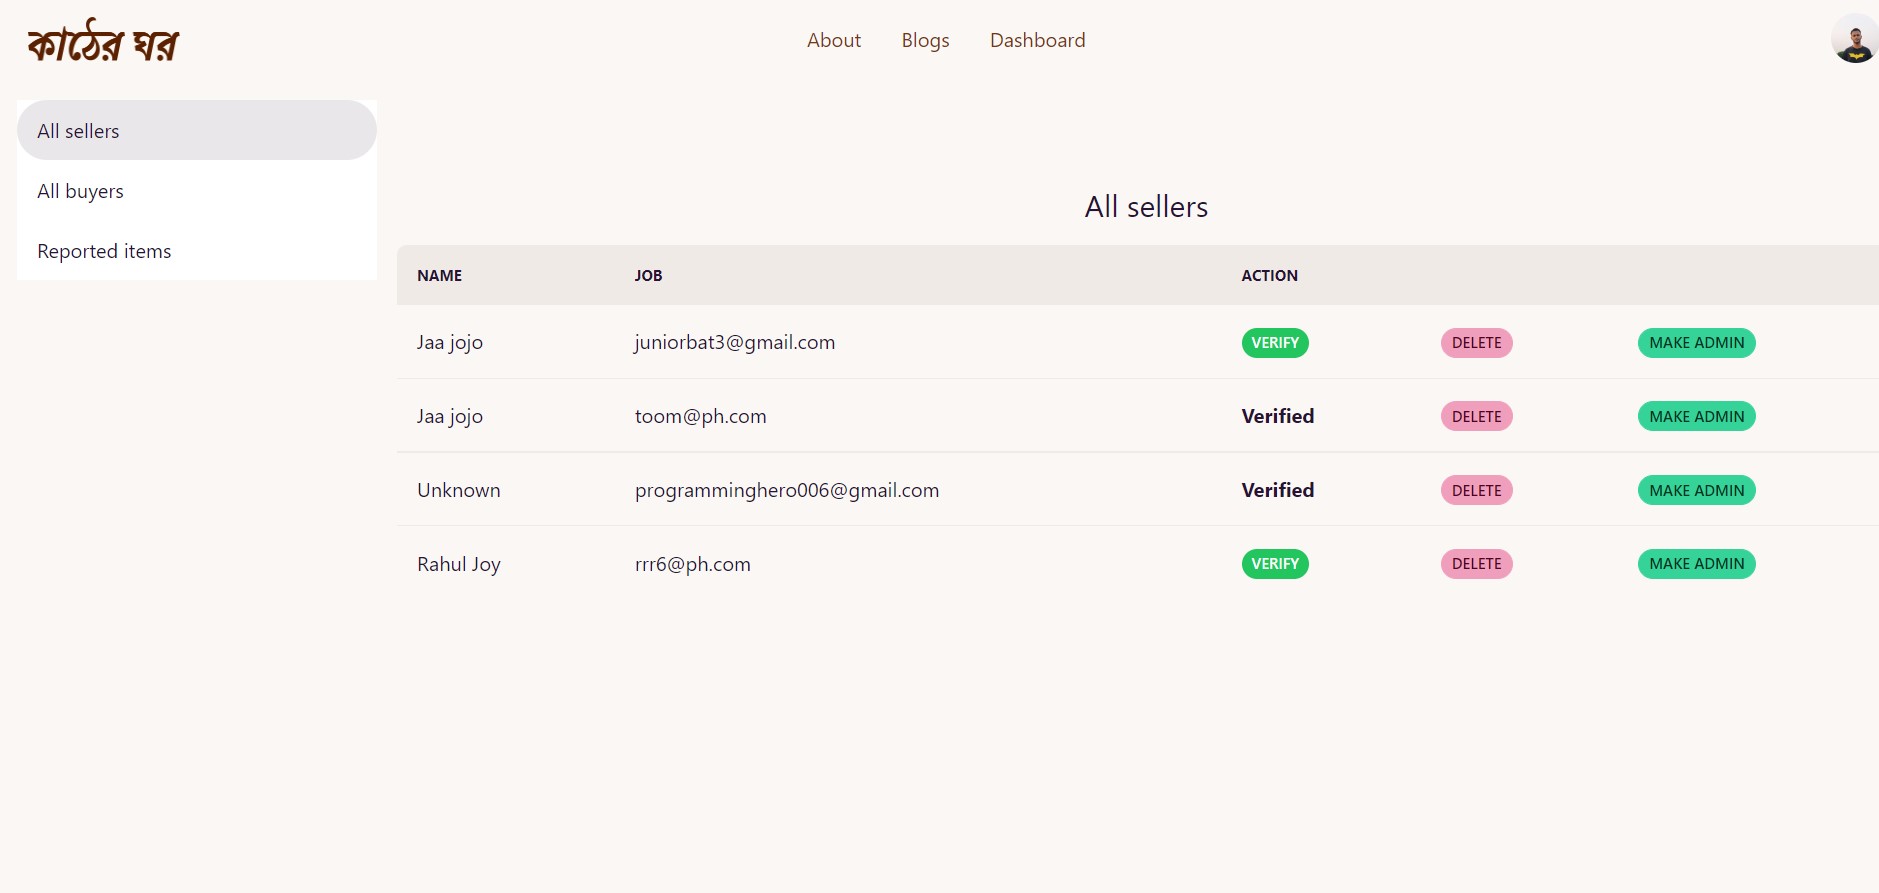 কাঠের ঘর
About Blogs Dashboard
All sellers
All buyers
Reported items
All sellers
NAME JOB ACTION
Jaa jojo juniorbat3@gmail.com VERIFY DELETE MAKE ADMIN
Jaa jojo toom@ph.com Verified DELETE MAKE ADMIN
Unknown programminghero006@gmail.com Verified DELETE MAKE ADMIN
Rahul Joy rrr6@ph.com VERIFY DELETE MAKE ADMIN